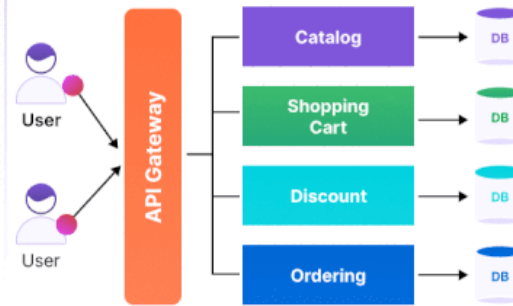 User
User
API Gateway
Catalog
Shopping
Cart
Discount
Ordering
DB
DB
DB
DB